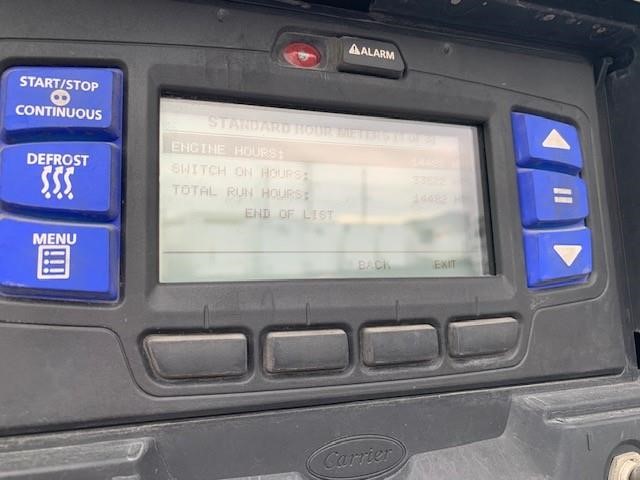 START/STOP
CONTINUOUS
DEFROST
MENU
ALARM
STANDARD HOUR METERS
ENGINE HOURS:
SWITCH ON HOURS:
TOTAL RUN HOURS: 14482
END OF LIST
BACK EXIT
Carrier